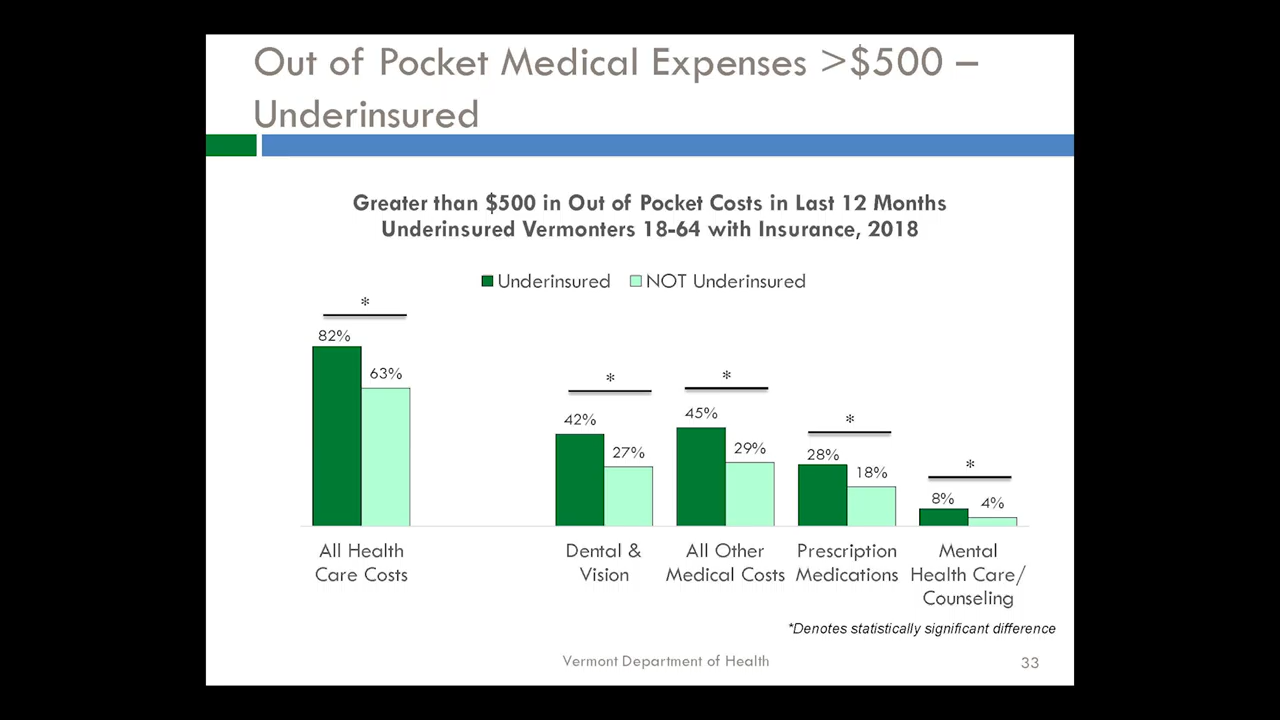 Out of Pocket Medical Expenses >$500 –
Underinsured
Greater than $500 in Out of Pocket Costs in Last 12 Months
Underinsured Vermonters 18-64 with Insurance, 2018
Underinsured NOT Underinsured
*
82%
63%
*
42%
27%
*
45%
29%
*
28%
18%
*
8%
4%
All Health
Care Costs
Dental &
Vision
All Other
Medical Costs
Prescription
Medications
Mental
Health Care/
Counseling
*Denotes statistically significant difference
Vermont Department of Health
33